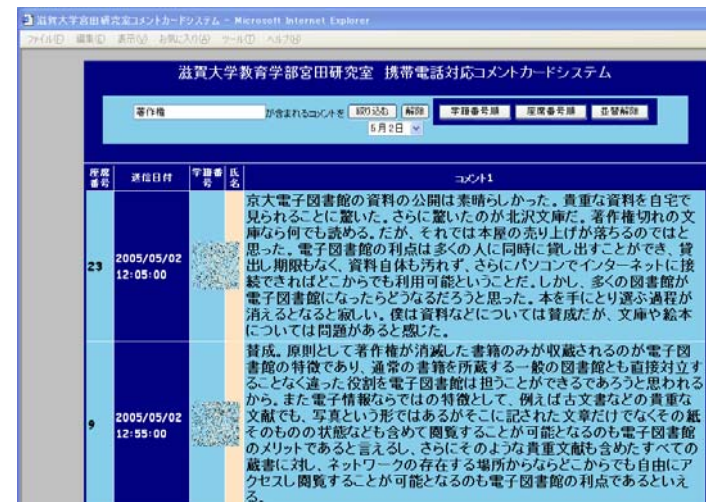 滋賀大学教育学部宮田研究室コメントカードシステム - Microsoft Internet Explorer
ファイル(F) 編集(E) 表示(V) お気に入り(A) ツール(T) ヘルプ(H)
滋賀大学教育学部宮田研究室 携帯電話対応コメントカードシステム
著作権 が含まれるコメントを 絞り込む 解除 学籍番号順 座席番号順 並替解除
5月2日
座席番号 送信日付 学籍番号 氏名 コメント1
京大電子図書館の資料の公開は素晴らしかった。貴重な資料を自宅で
見られることに驚いた。さらに驚いたのが北沢文庫だ。著作権切れの文
庫なら何でも読める。だが、それでは本屋の売り上げが落ちるのではと
思った。電子図書館の利点は多くの人に同時に貸し出すことができ、貸
出し期限もなく、資料自体も汚れず、さらにパソコンでインターネットに接
続できればどこからでも利用可能ということだ。しかし、多くの図書館が
電子図書館になったらどうなるだろうと思った。本を手にとり選ぶ過程が
消えるとなると寂しい。僕は資料などについては賛成だが、文庫や絵本
については問題があると感じた。
23 2005/05/02
12:05:00
賛成。原則として著作権が消滅した書籍のみが収蔵されるのが電子図
書館の特徴であり、通常の書籍を所蔵する一般の図書館とも直接対立す
ることなく違った役割を電子図書館は担うことができるであろうと思われる
から。また電子情報ならではの特徴として、例えば古文書などの貴重な
文献でも、写真という形ではあるがそこに記された文章だけでなくその紙
そのものの状態なども含めて閲覧することが可能となるのも電子図書館
のメリットであると言えるし、さらにそのような貴重文献も含めたすべての
蔵書に対し、ネットワークの存在する場所からならどこからでも自由にア
クセスし閲覧することが可能となるのも電子図書館の利点であるといえ
る。
9 2005/05/02
12:55:00